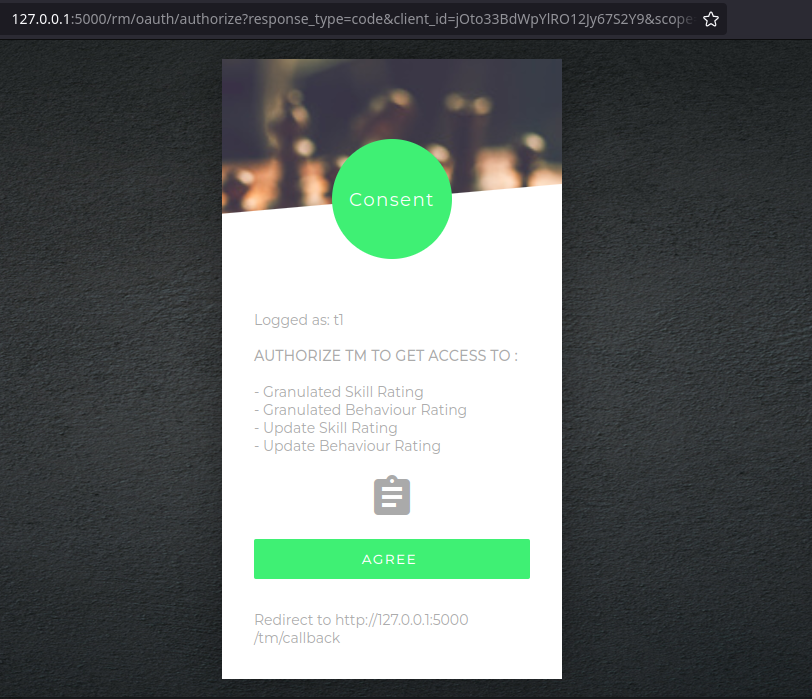 127.0.0.1:5000/rm/oauth/authorize?response_type=code&client_id=jOto33BdWpYlRO12Jy67S2Y9&scope
Consent
Logged as: t1
AUTHORIZE TM TO GET ACCESS TO :
- Granulated Skill Rating
- Granulated Behaviour Rating
- Update Skill Rating
- Update Behaviour Rating
AGREE
Redirect to http://127.0.0.1:5000
/tm/callback